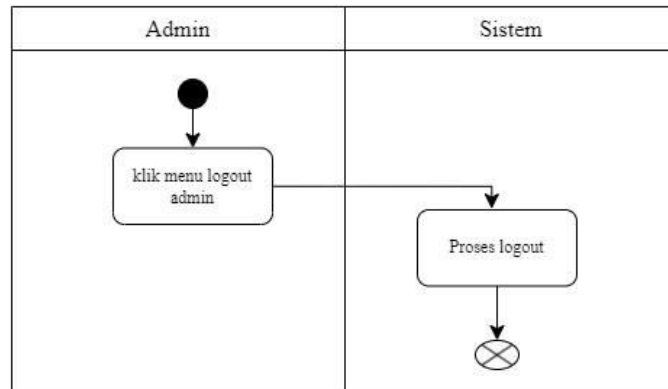 Admin
Sistem
klik menu logout
admin
Proses logout